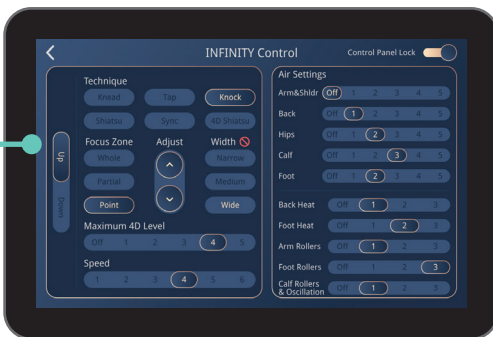 INFINITY Control
Control Panel Lock
Technique
Knead Tap Knock
Shiatsu Sync 4D Shiatsu
Focus Zone Adjust Width
Whole Narrow
Partial Medium
Point Wide
Up
Down
Maximum 4D Level
Off 1 2 3 4 5
Speed
1 2 3 4 5 6
Air Settings
Arm&Shldr Off 1 2 3 4 5
Back Off 1 2 3 4 5
Hips Off 1 2 3 4 5
Calf Off 1 2 3 4 5
Foot Off 1 2 3 4 5
Back Heat Off 1 2 3
Foot Heat Off 1 2 3
Arm Rollers Off 1 2 3
Foot Rollers Off 1 2 3
Calf Rollers
& Oscillation Off 1 2 3